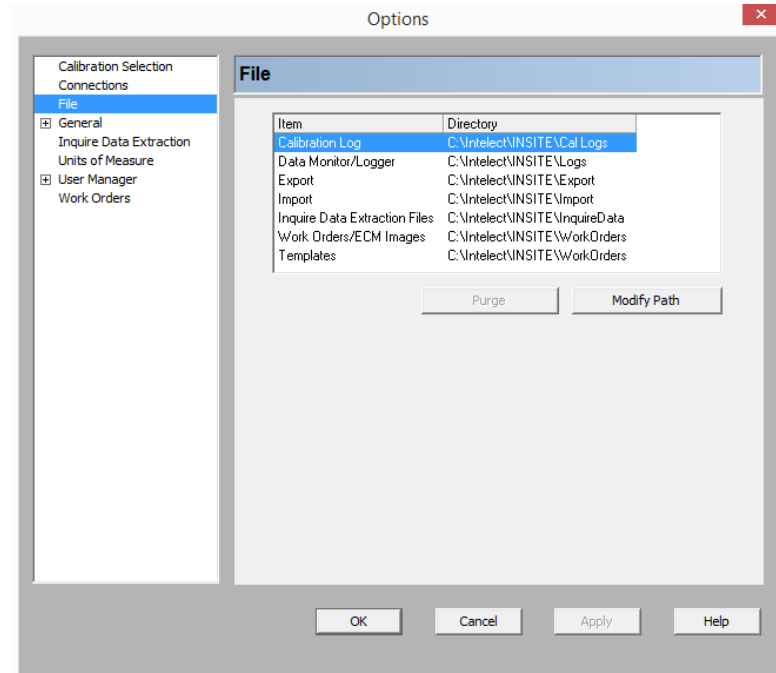 Options
Calibration Selection
Connections
File
General
Inquire Data Extraction
Units of Measure
User Manager
Work Orders
File
Item Directory
Calibration Log C:\Intelect\INSITE\Cal Logs
Data Monitor/Logger C:\Intelect\INSITE\Logs
Export C:\Intelect\INSITE\Export
Import C:\Intelect\INSITE\Import
Inquire Data Extraction Files C:\Intelect\INSITE\InquireData
Work Orders/ECM Images C:\Intelect\INSITE\WorkOrders
Templates C:\Intelect\INSITE\WorkOrders
Purge Modify Path
OK Cancel Apply Help